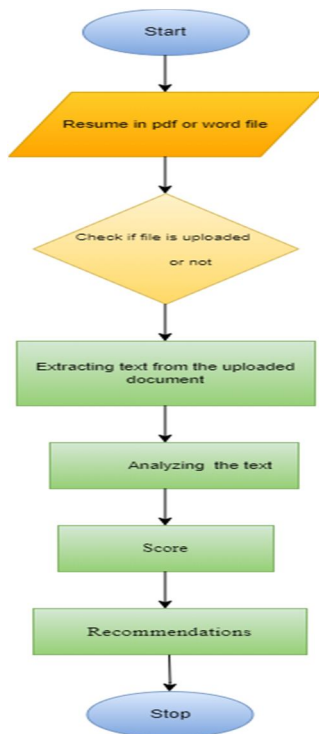 Start
Resume in pdf or word file
Check if file is uploaded
or not
Extracting text from the uploaded
document
Analyzing the text
Score
Recommendations
Stop